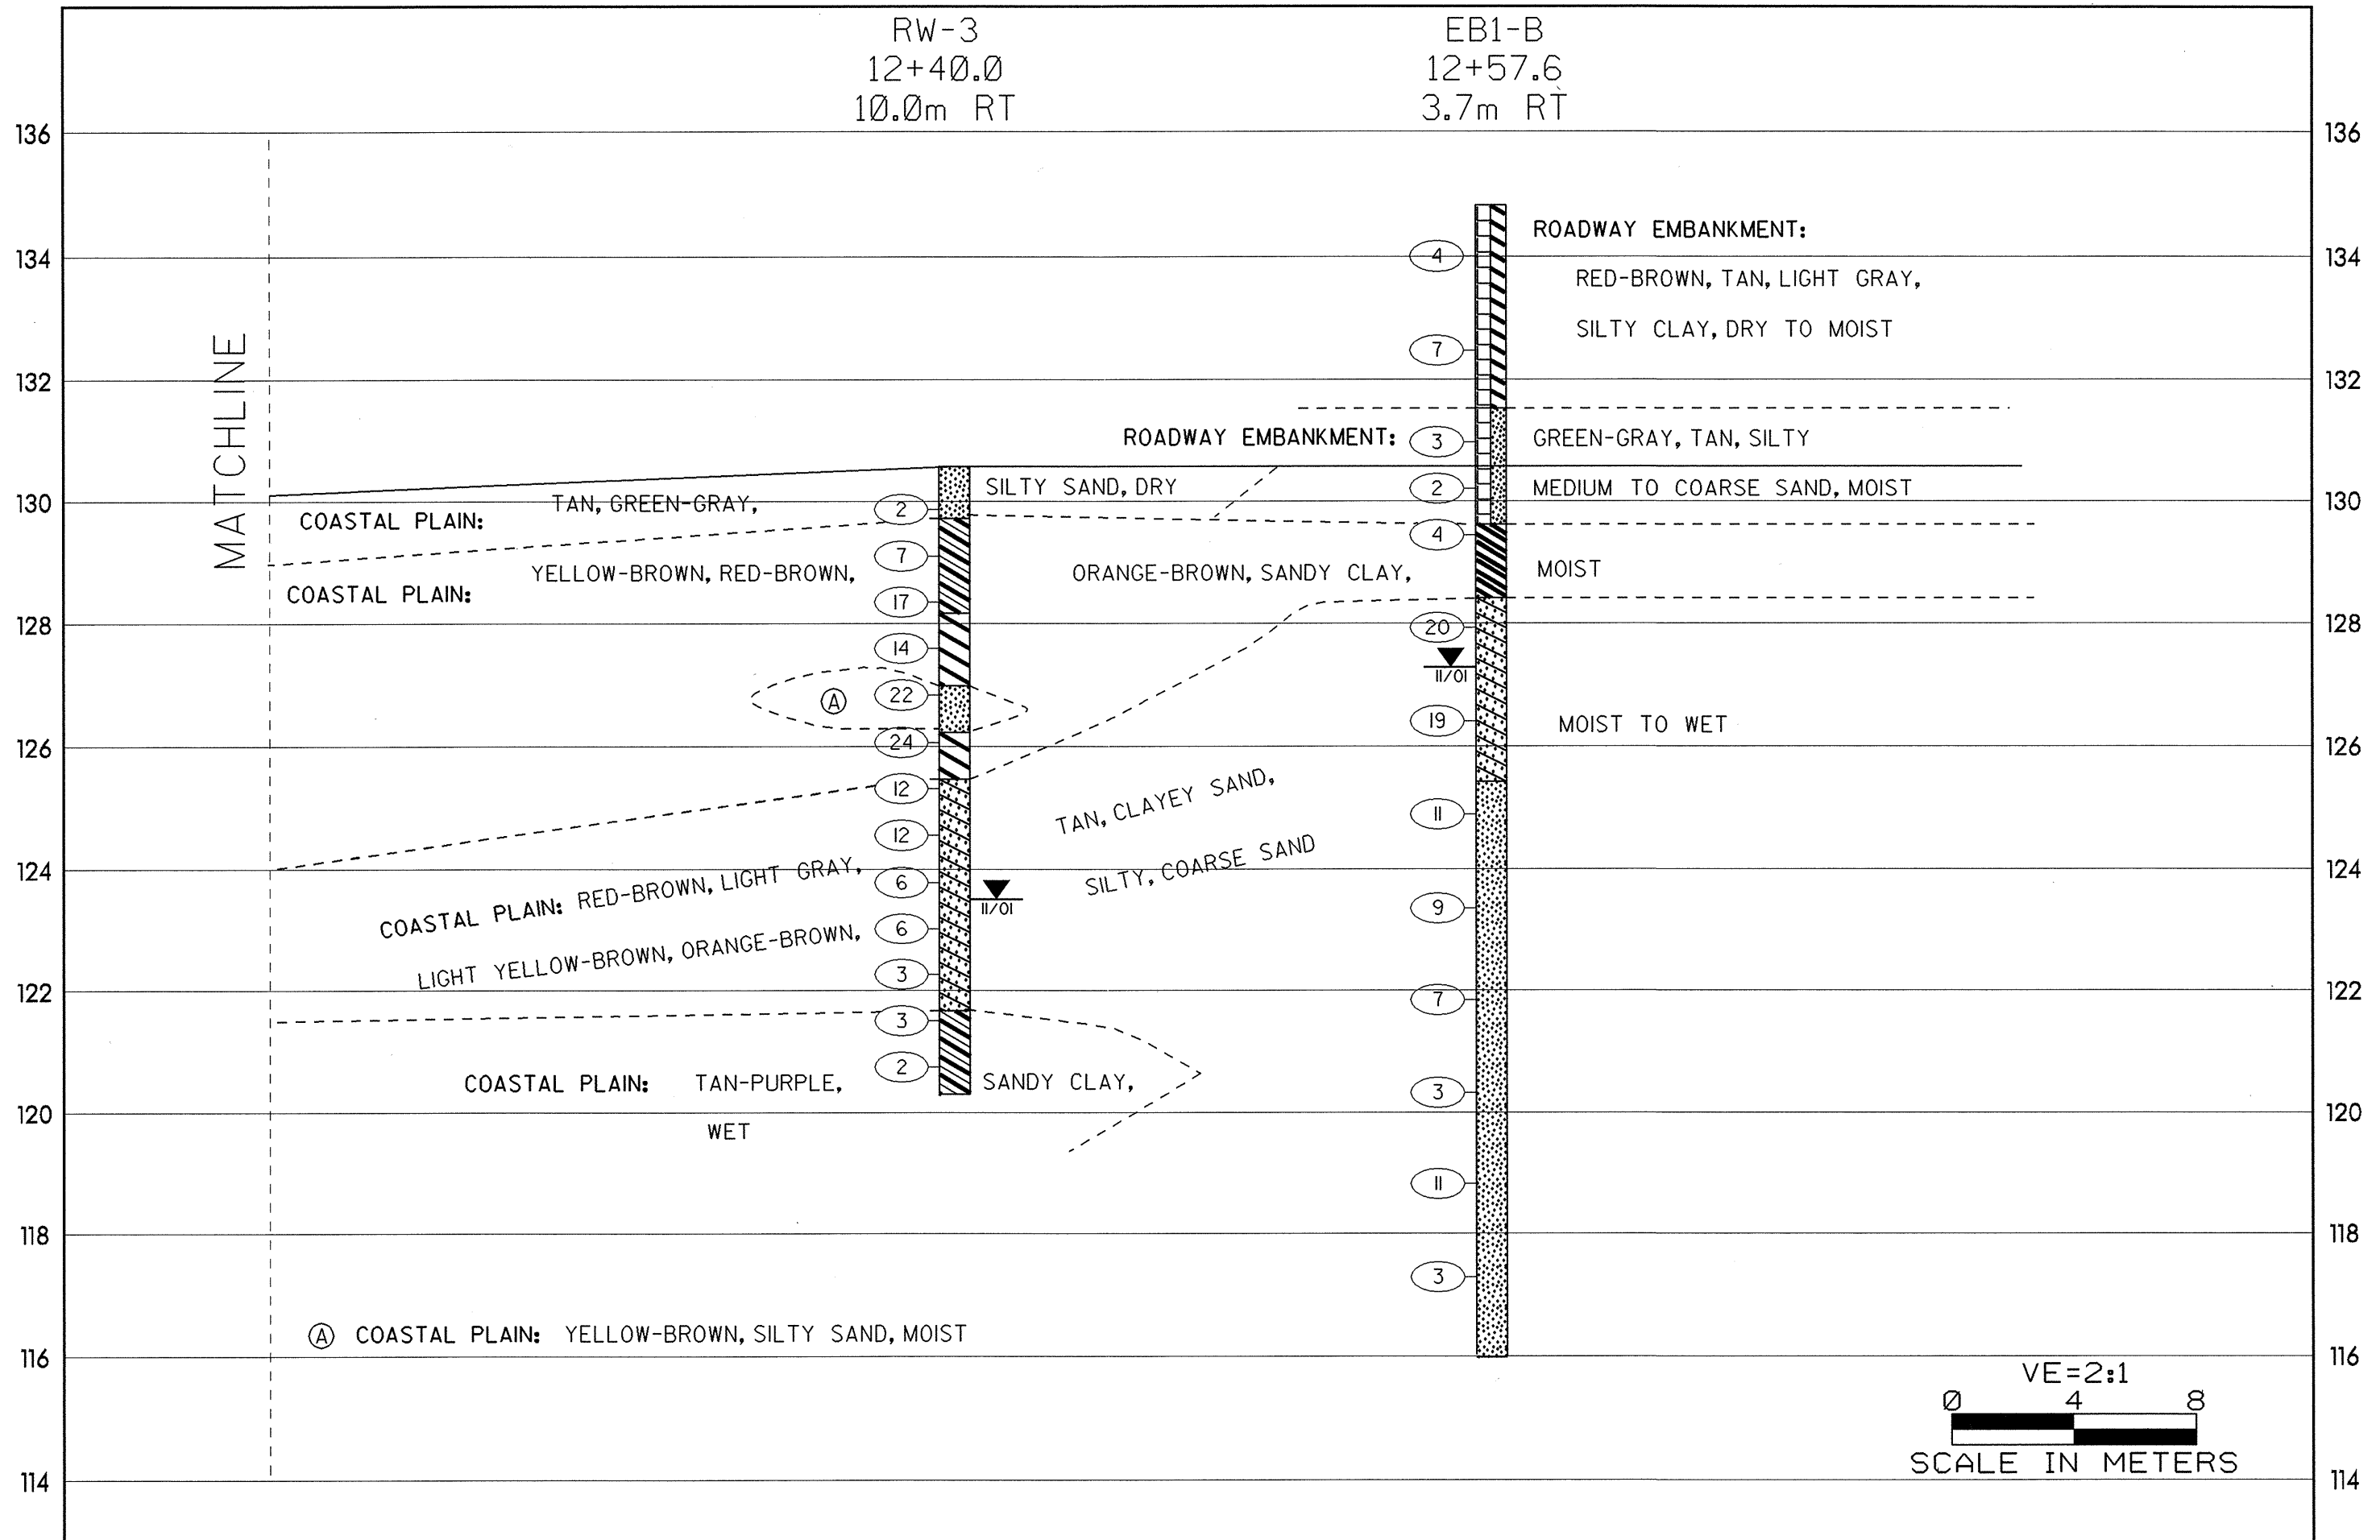 RW-3
12+40.0
10.0m RT
EB1-B
12+57.6
3.7m RT
136
134
132
130
128
126
124
122
120
118
116
114
136
134
132
130
128
126
124
122
120
118
116
114
MATCHLINE
ROADWAY EMBANKMENT:
RED-BROWN, TAN, LIGHT GRAY,
SILTY CLAY, DRY TO MOIST
ROADWAY EMBANKMENT:
GREEN-GRAY, TAN, SILTY
MEDIUM TO COARSE SAND, MOIST
COASTAL PLAIN: TAN, GREEN-GRAY, SILTY SAND, DRY
COASTAL PLAIN: YELLOW-BROWN, RED-BROWN, ORANGE-BROWN, SANDY CLAY, MOIST
A
COASTAL PLAIN: RED-BROWN, LIGHT GRAY, TAN, CLAYEY SAND, MOIST TO WET
LIGHT YELLOW-BROWN, ORANGE-BROWN, SILTY, COARSE SAND
COASTAL PLAIN: TAN-PURPLE, SANDY CLAY,
WET
2
7
17
14
22
24
12
12
6
6
3
3
2
11/01
4
7
3
2
4
20
11/01
19
11
9
7
3
11
3
A COASTAL PLAIN: YELLOW-BROWN, SILTY SAND, MOIST
VE=2:1
0 4 8
SCALE IN METERS